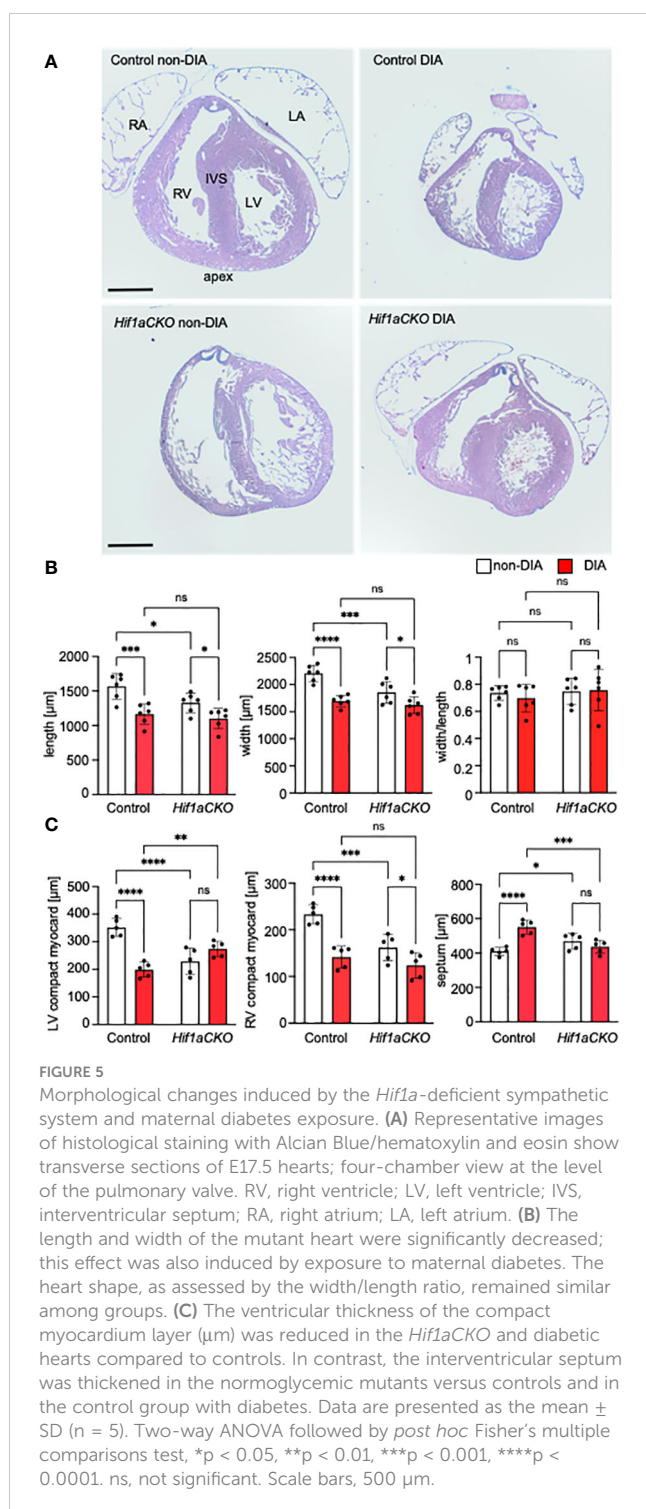 A
Control non-DIA
Control DIA
RA
LA
RV
IVS
LV
apex
Hif1aCKO non-DIA
Hif1aCKO DIA
B
non-DIA DIA
ns
*
***
*
length [µm]
2000
1500
1000
500
0
Control Hif1aCKO
ns
***
****
*
width [µm]
2500
2000
1500
1000
500
0
Control Hif1aCKO
ns
ns
ns
ns
width/length
1
0.8
0.6
0.4
0.2
0
Control Hif1aCKO
C
**
****
****
ns
LV compact myocard [µm]
500
400
300
200
100
0
Control Hif1aCKO
ns
***
****
*
RV compact myocard [µm]
300
200
100
0
Control Hif1aCKO
***
*
****
ns
septum [µm]
800
600
400
200
0
Control Hif1aCKO
FIGURE 5
Morphological changes induced by the Hif1a-deficient sympathetic
system and maternal diabetes exposure. (A) Representative images
of histological staining with Alcian Blue/hematoxylin and eosin show
transverse sections of E17.5 hearts; four-chamber view at the level
of the pulmonary valve. RV, right ventricle; LV, left ventricle; IVS,
interventricular septum; RA, right atrium; LA, left atrium. (B) The
length and width of the mutant heart were significantly decreased;
this effect was also induced by exposure to maternal diabetes. The
heart shape, as assessed by the width/length ratio, remained similar
among groups. (C) The ventricular thickness of the compact
myocardium layer (µm) was reduced in the Hif1aCKO and diabetic
hearts compared to controls. In contrast, the interventricular septum
was thickened in the normoglycemic mutants versus controls and in
the control group with diabetes. Data are presented as the mean ±
SD (n = 5). Two-way ANOVA followed by post hoc Fisher's multiple
comparisons test, *p < 0.05, **p < 0.01, ***p < 0.001, ****p <
0.0001. ns, not significant. Scale bars, 500 µm.